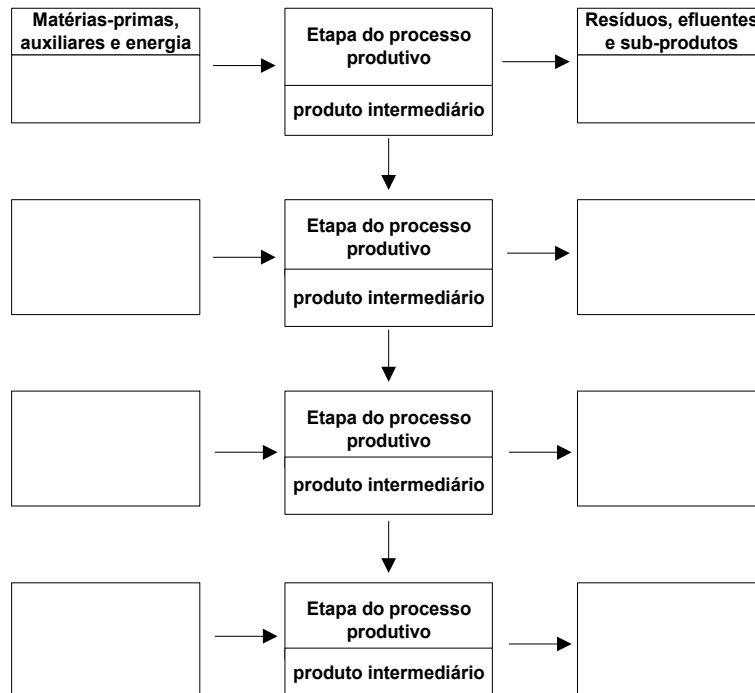 Matérias-primas,
auxiliares e energia
Etapa do processo
produtivo
produto intermediário
Resíduos, efluentes
e sub-produtos
Etapa do processo
produtivo
produto intermediário
Etapa do processo
produtivo
produto intermediário
Etapa do processo
produtivo
produto intermediário